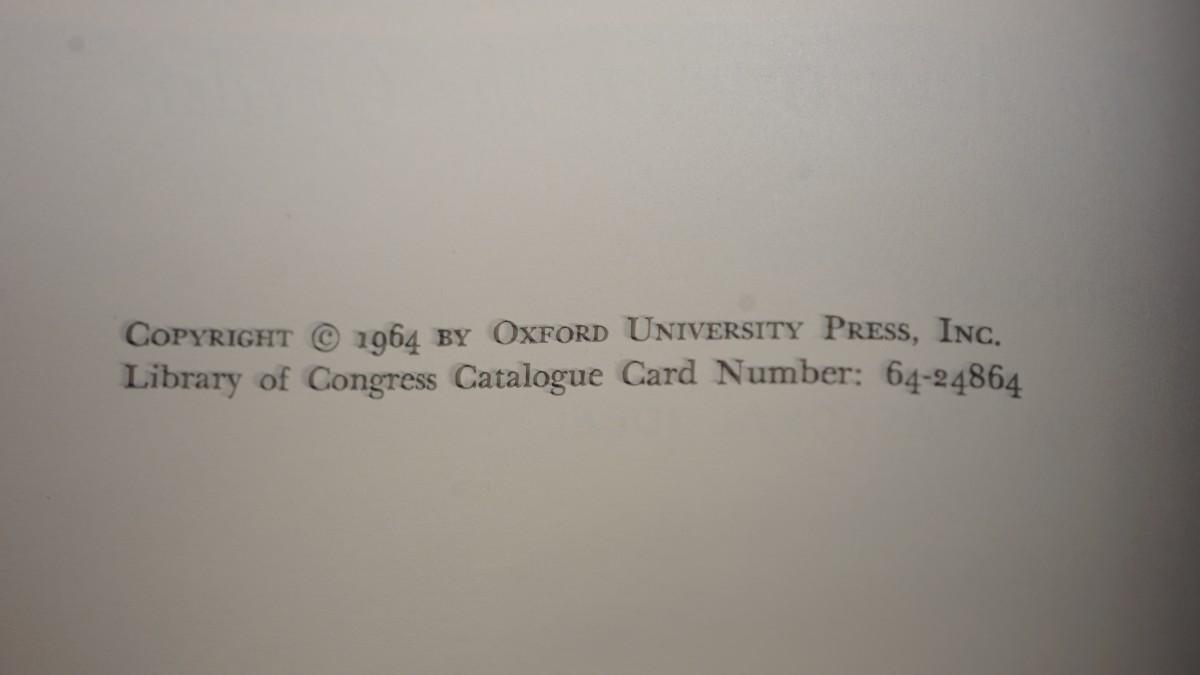 Copyright © 1964 by Oxford University Press, Inc.
Library of Congress Catalogue Card Number: 64-24864